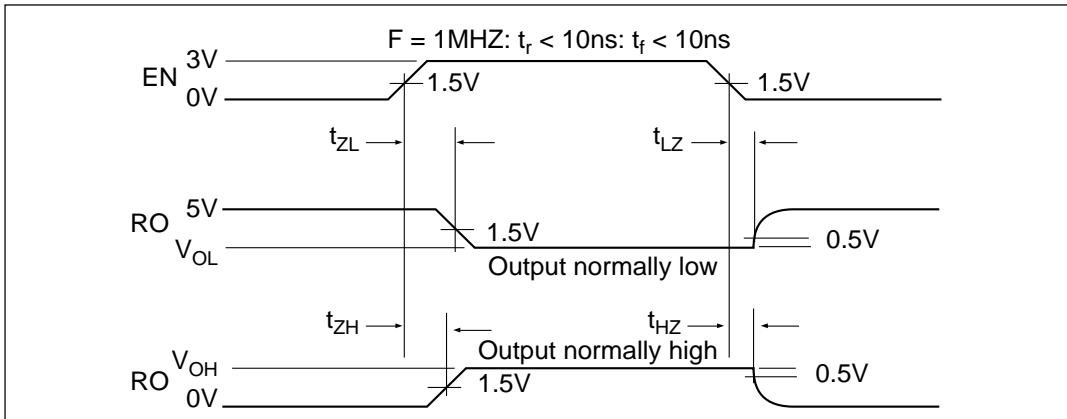 F = 1MHZ: tr < 10ns: tf < 10ns
3V
EN
1.5V
1.5V
0V
tZL
tLZ
5V
RO
1.5V
0.5V
VOL
Output normally low
tZH
tHZ
Output normally high
VOH
RO
1.5V
0.5V
0V